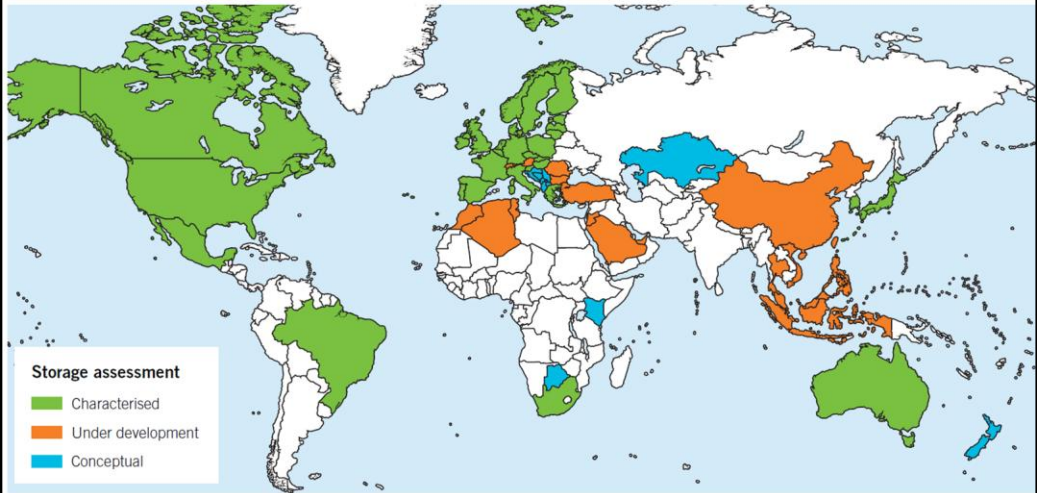 Storage assessment
Characterised
Under development
Conceptual